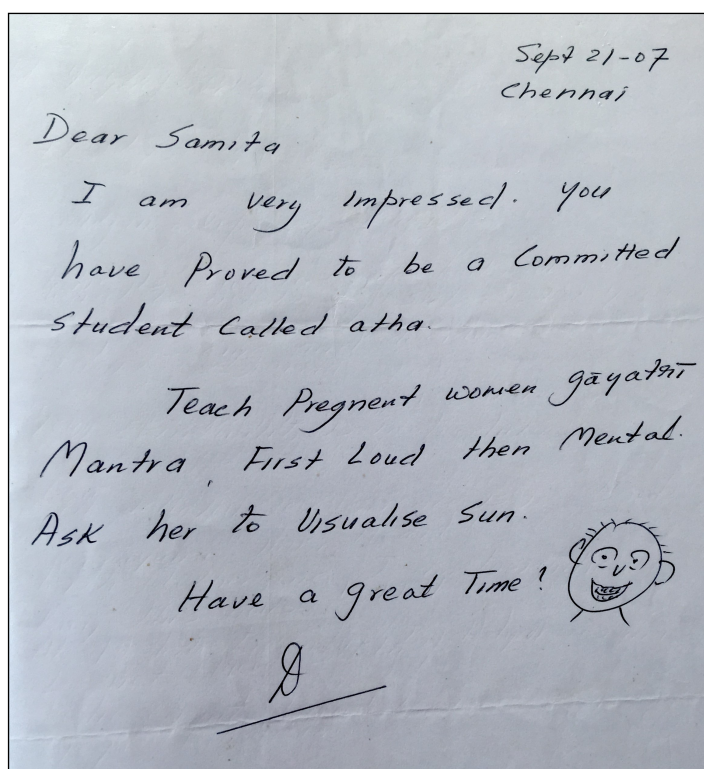 Sept 21-07
Chennai
Dear Samita
I am very impressed. You
have Proved to be a Committed
student Called atha.
Teach Pregnent women gāyatrī
Mantra, First Loud then Mental.
Ask her to Visualise Sun.
Have a great Time!